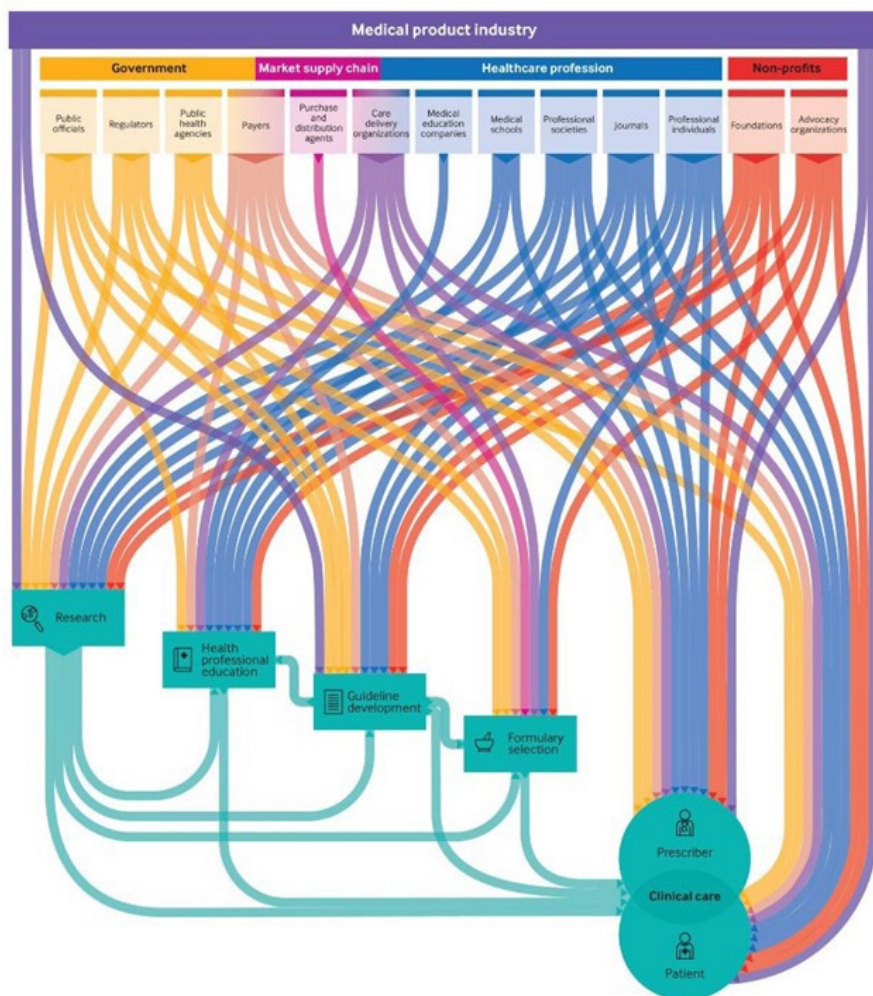 Medical product industry
Government
Market supply chain
Healthcare profession
Non-profits
Public
officials
Regulators
Public
health
agencies
Payers
Purchase
and
distribution
agents
Care
delivery
organizations
Medical
education
companies
Medical
schools
Professional
societies
Journals
Professional
individuals
Foundations
Advocacy
organizations
Research
Health
professional
education
Guideline
development
Formulary
selection
Prescriber
Clinical care
Patient